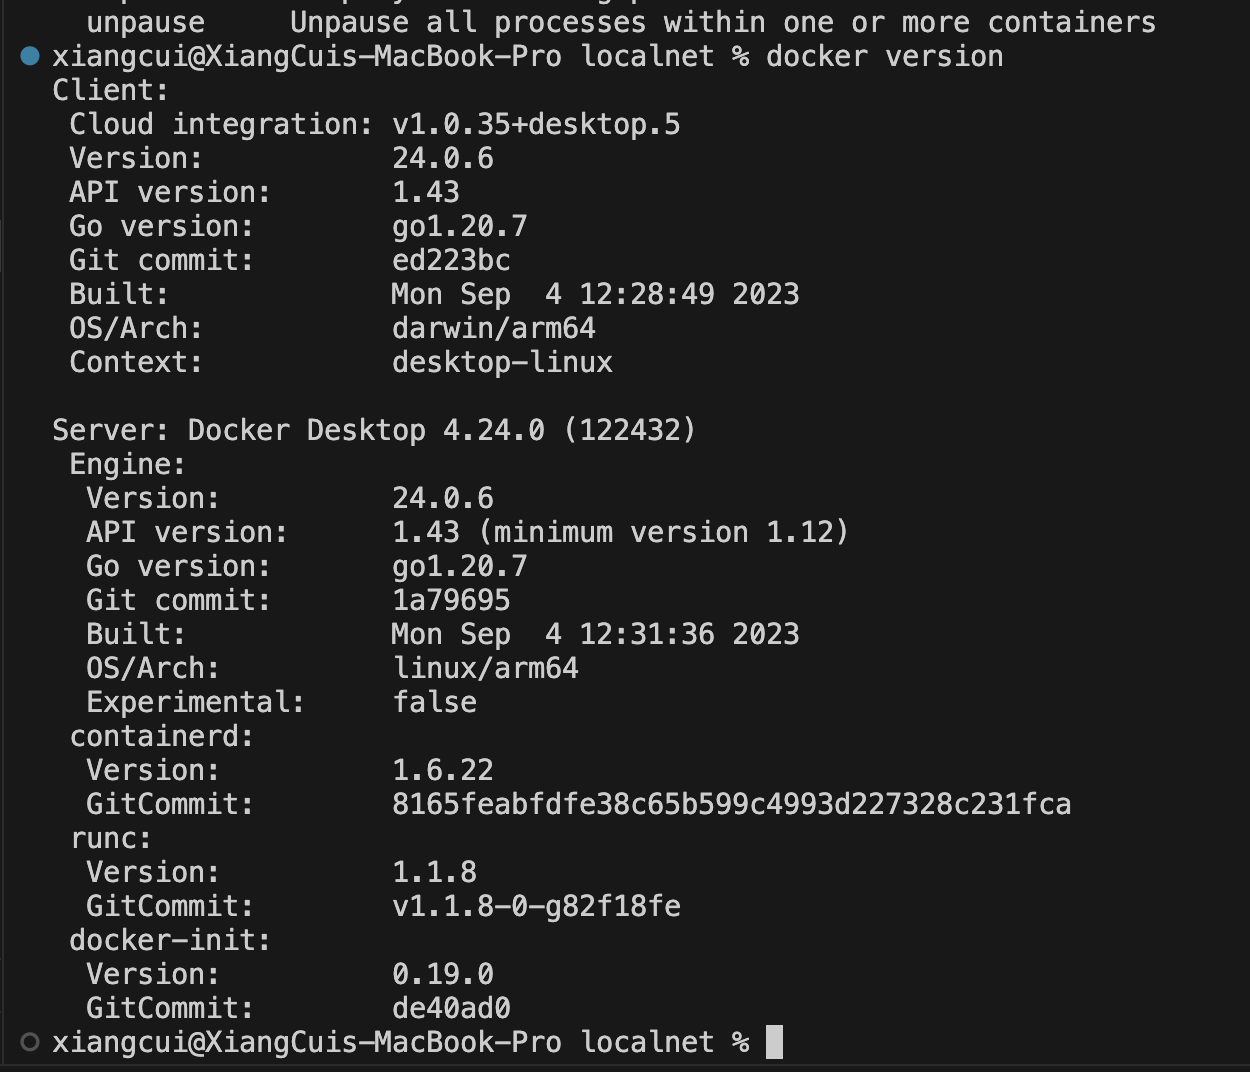 unpause     Unpause all processes within one or more containers
xiangcui@XiangCuis-MacBook-Pro localnet % docker version
Client:
 Cloud integration: v1.0.35+desktop.5
 Version:           24.0.6
 API version:       1.43
 Go version:        go1.20.7
 Git commit:        ed223bc
 Built:             Mon Sep  4 12:28:49 2023
 OS/Arch:           darwin/arm64
 Context:           desktop-linux

Server: Docker Desktop 4.24.0 (122432)
 Engine:
  Version:          24.0.6
  API version:      1.43 (minimum version 1.12)
  Go version:       go1.20.7
  Git commit:       1a79695
  Built:            Mon Sep  4 12:31:36 2023
  OS/Arch:          linux/arm64
  Experimental:     false
 containerd:
  Version:          1.6.22
  GitCommit:        8165feabfdfe38c65b599c4993d227328c231fca
 runc:
  Version:          1.1.8
  GitCommit:        v1.1.8-0-g82f18fe
 docker-init:
  Version:          0.19.0
  GitCommit:        de40ad0
xiangcui@XiangCuis-MacBook-Pro localnet %